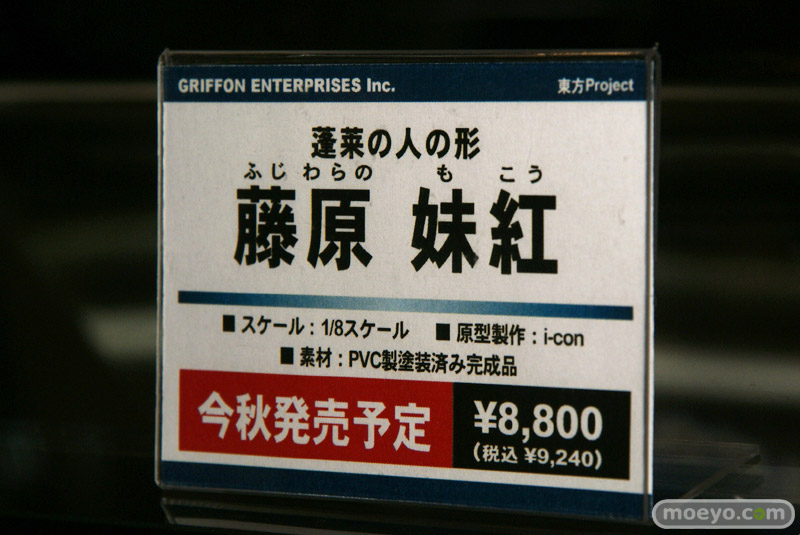 GRIFFON ENTERPRISES Inc. 東方Project
蓬莱の人の形
ふじわらの も こう
藤原 妹紅
■ スケール：1/8スケール ■ 原型製作：i-con
■ 素材：PVC製塗装済み完成品
今秋発売予定 ¥8,800
(税込 ¥9,240)
moeyo.com